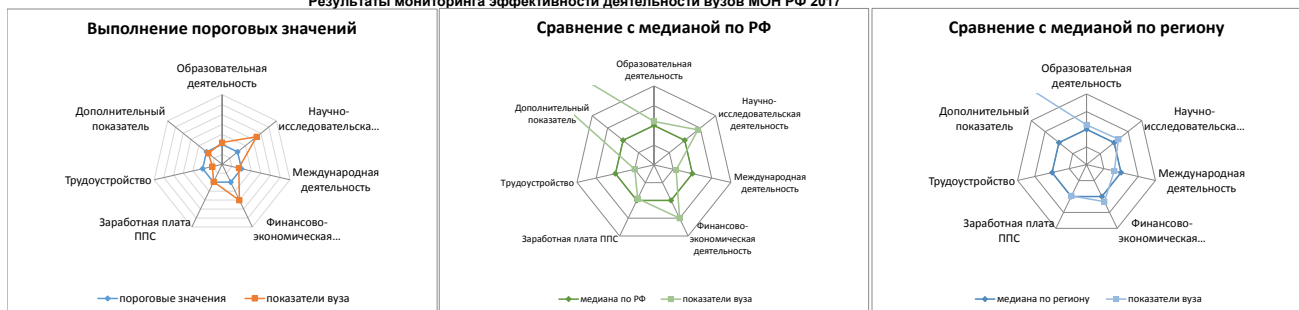 Результаты мониторинга эффективности деятельности вузов МОН РФ 2017
Выполнение пороговых значений
Образовательная
деятельность
Научно-
исследовательска...
Международная
деятельность
Финансово-
экономическая...
Заработная плата
ППС
Трудоустройство
Дополнительный
показатель
пороговые значения
показатели вуза
Сравнение с медианой по РФ
Образовательная
деятельность
Научно-
исследовательская
деятельность
Международная
деятельность
Финансово-
экономическая
деятельность
Заработная плата ППС
Трудоустройство
Дополнительный
показатель
медиана по РФ
показатели вуза
Сравнение с медианой по региону
Образовательная
деятельность
Научно-
исследовательска...
Международная
деятельность
Финансово-
экономическая...
Заработная плата
ППС
Трудоустройство
Дополнительный
показатель
медиана по региону
показатели вуза